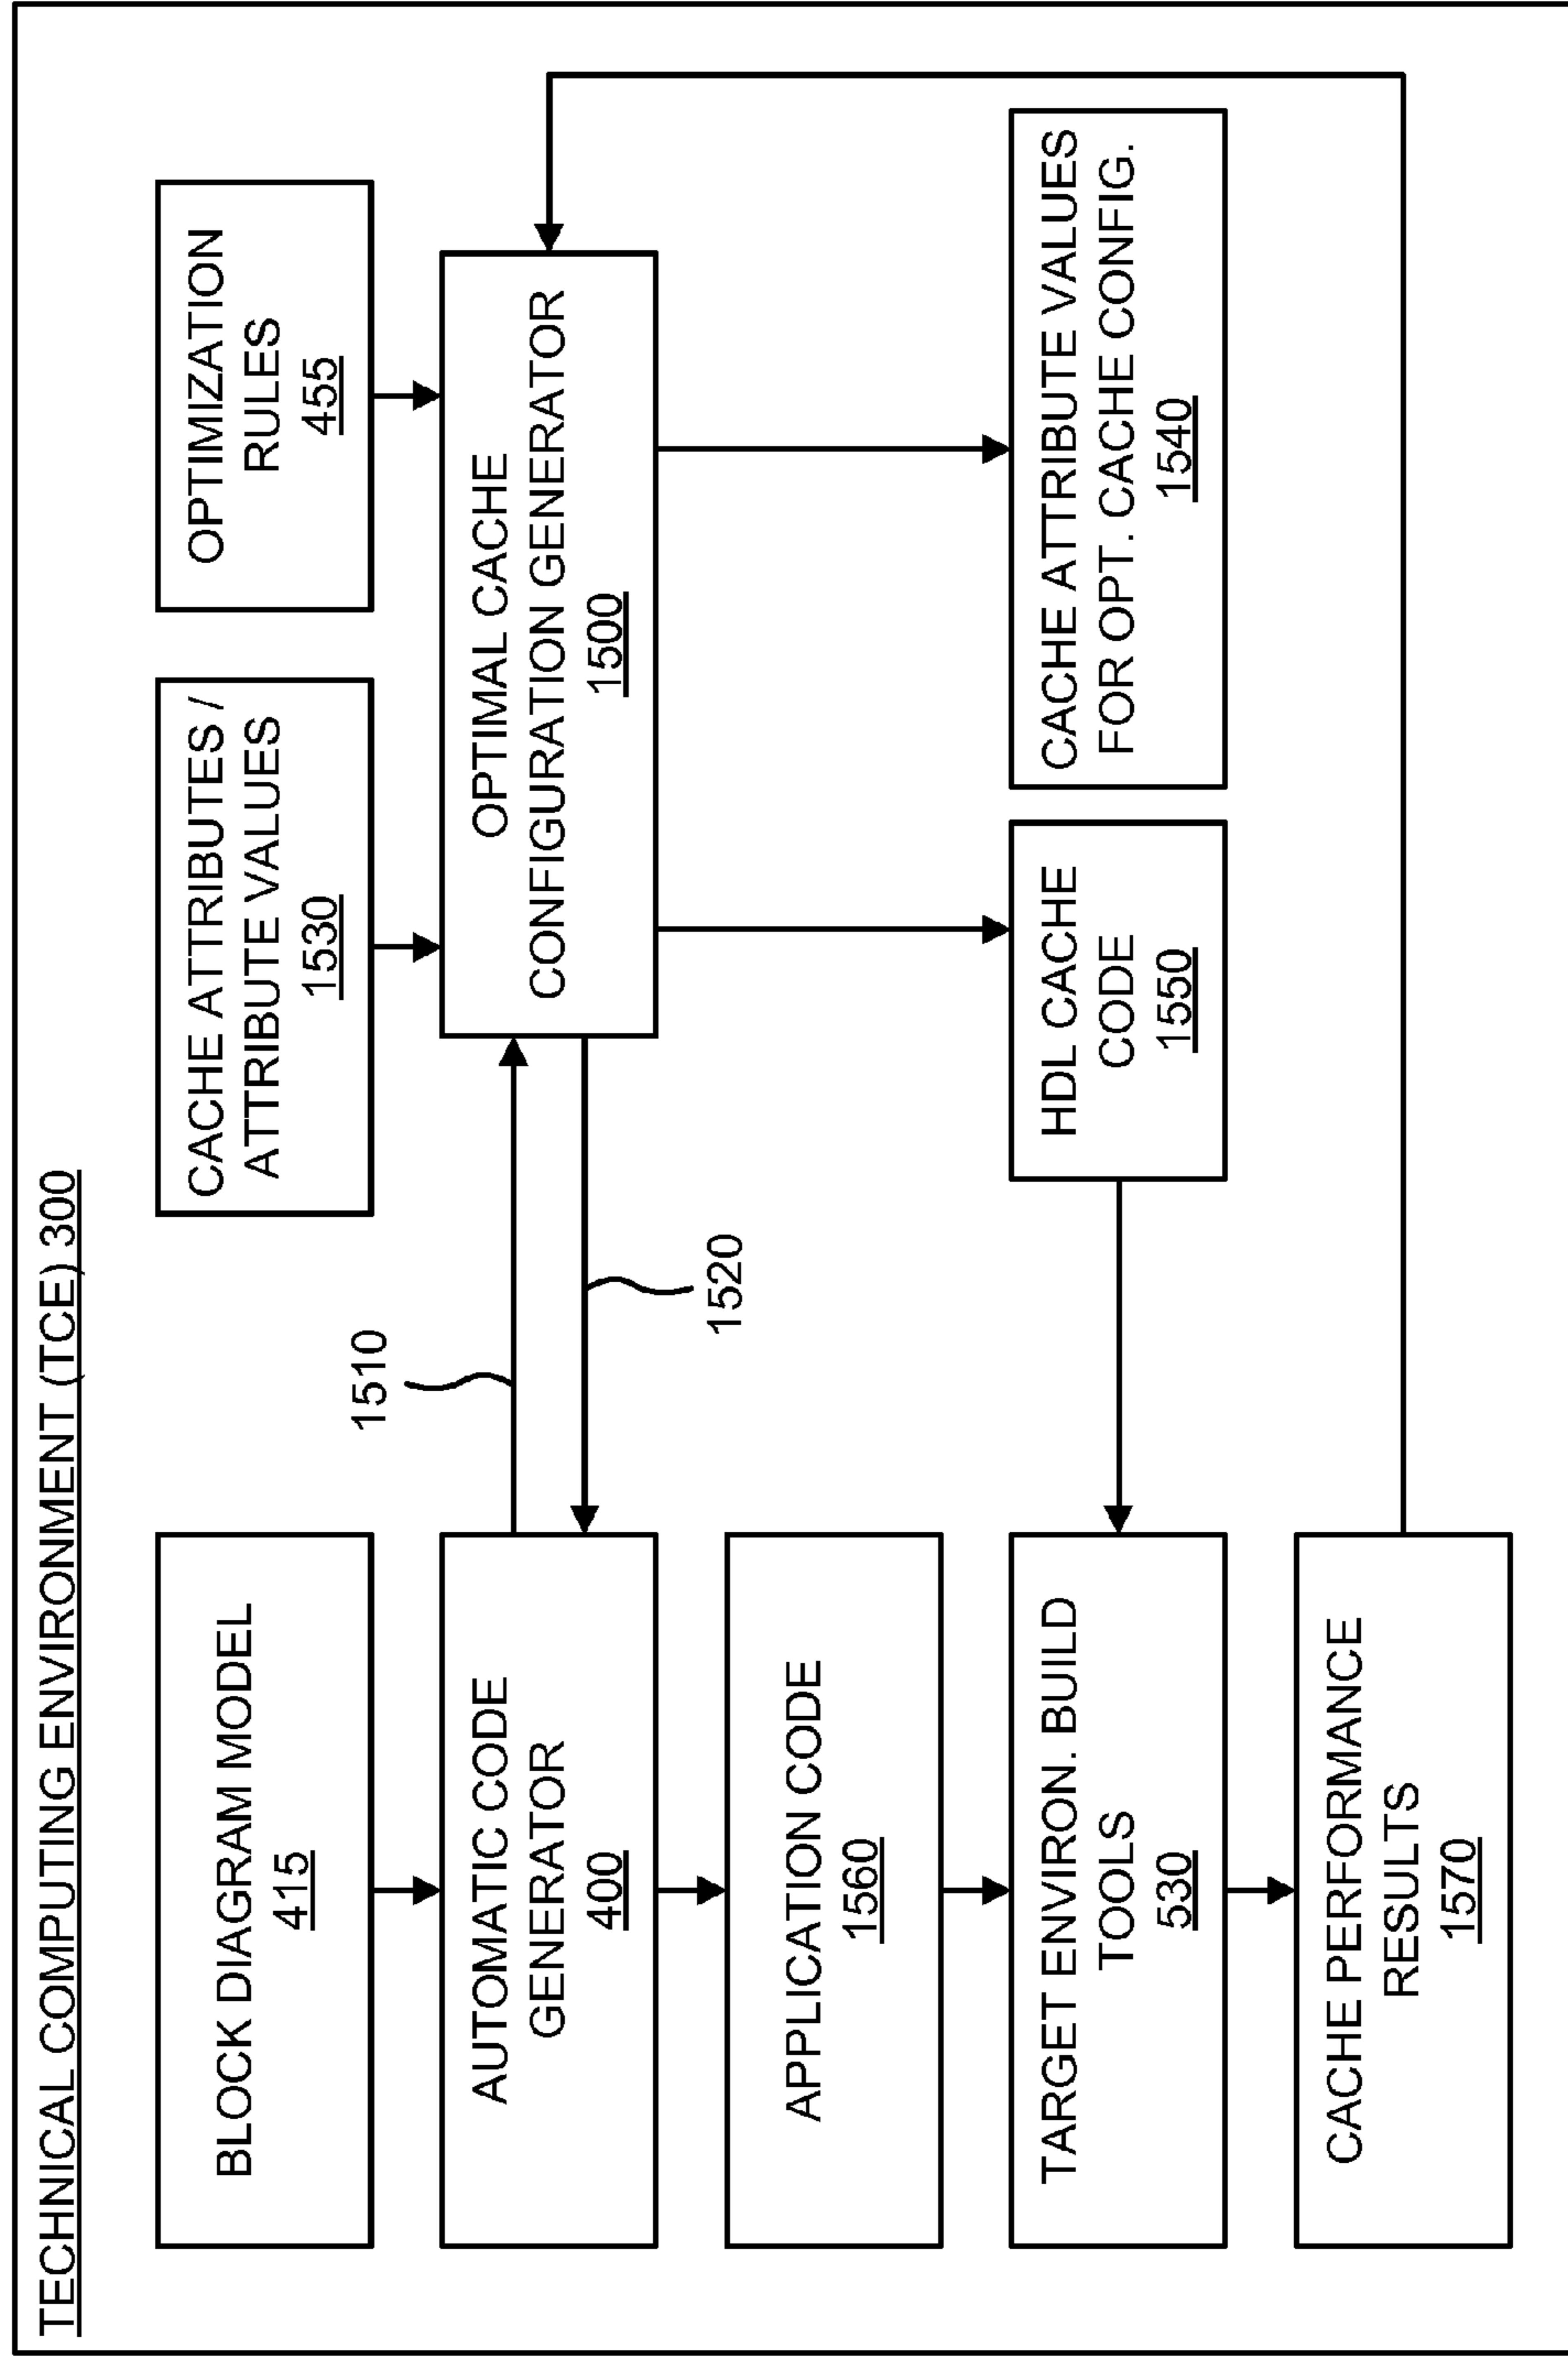 TECHNICAL COMPUTING ENVIRONMENT (TCE) 300
BLOCK DIAGRAM MODEL
415
CACHE ATTRIBUTES /
ATTRIBUTE VALUES
1530
OPTIMIZATION
RULES
455
AUTOMATIC CODE
GENERATOR
400
1510
1520
OPTIMAL CACHE
CONFIGURATION GENERATOR
1500
APPLICATION CODE
1560
TARGET ENVIRON. BUILD
TOOLS
530
HDL CACHE
CODE
1550
CACHE ATTRIBUTE VALUES
FOR OPT. CACHE CONFIG.
1540
CACHE PERFORMANCE
RESULTS
1570